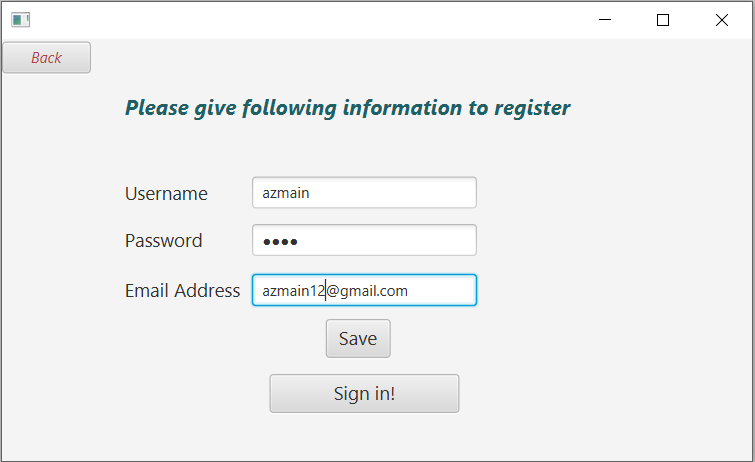 Back
Please give following information to register
Username azmain
Password ●●●●
Email Address azmain12@gmail.com
Save
Sign in!